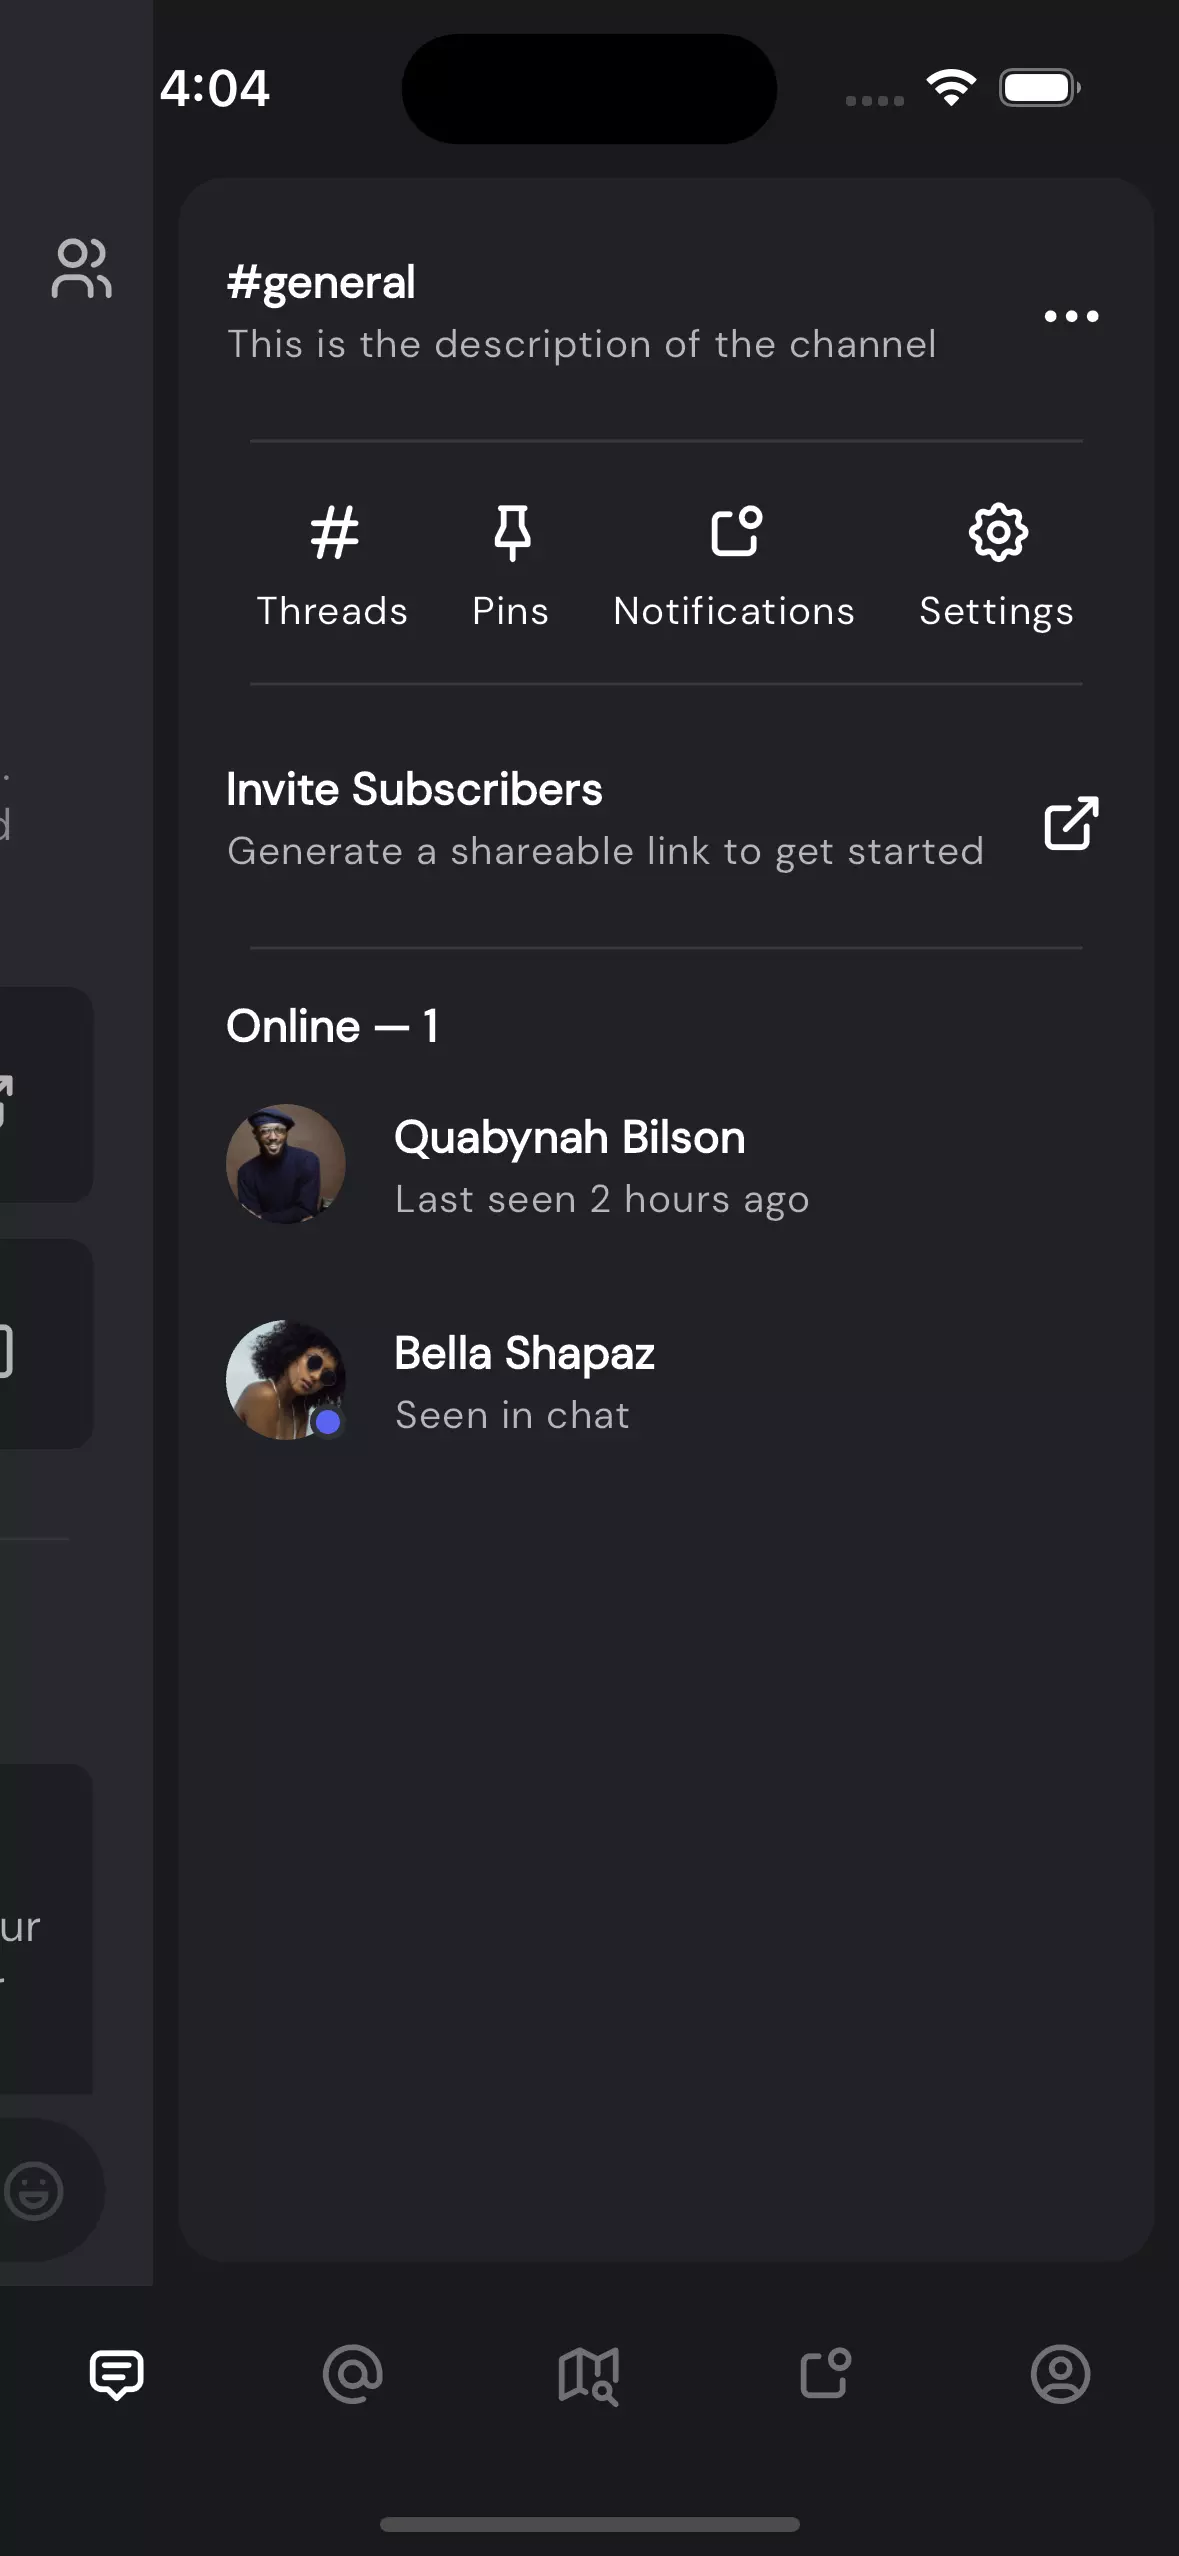 4:04
#general
This is the description of the channel
Threads Pins Notifications Settings
Invite Subscribers
Generate a shareable link to get started
Online — 1
Quabynah Bilson
Last seen 2 hours ago
Bella Shapaz
Seen in chat